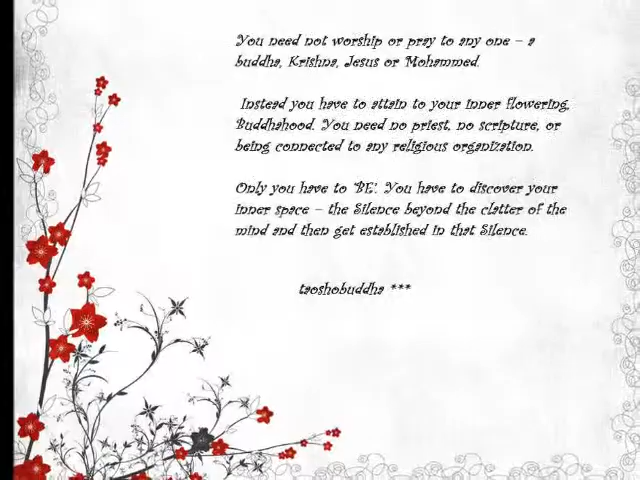 You need not worship or pray to any one – a
buddha, Krishna, Jesus or Mohammed.
Instead you have to attain to your inner flowering,
Buddhahood. You need no priest, no scripture, or
being connected to any religious organization.
Only you have to 'BE'. You have to discover your
inner space – the Silence beyond the clatter of the
mind and then get established in that Silence.
taoshobuddha ***